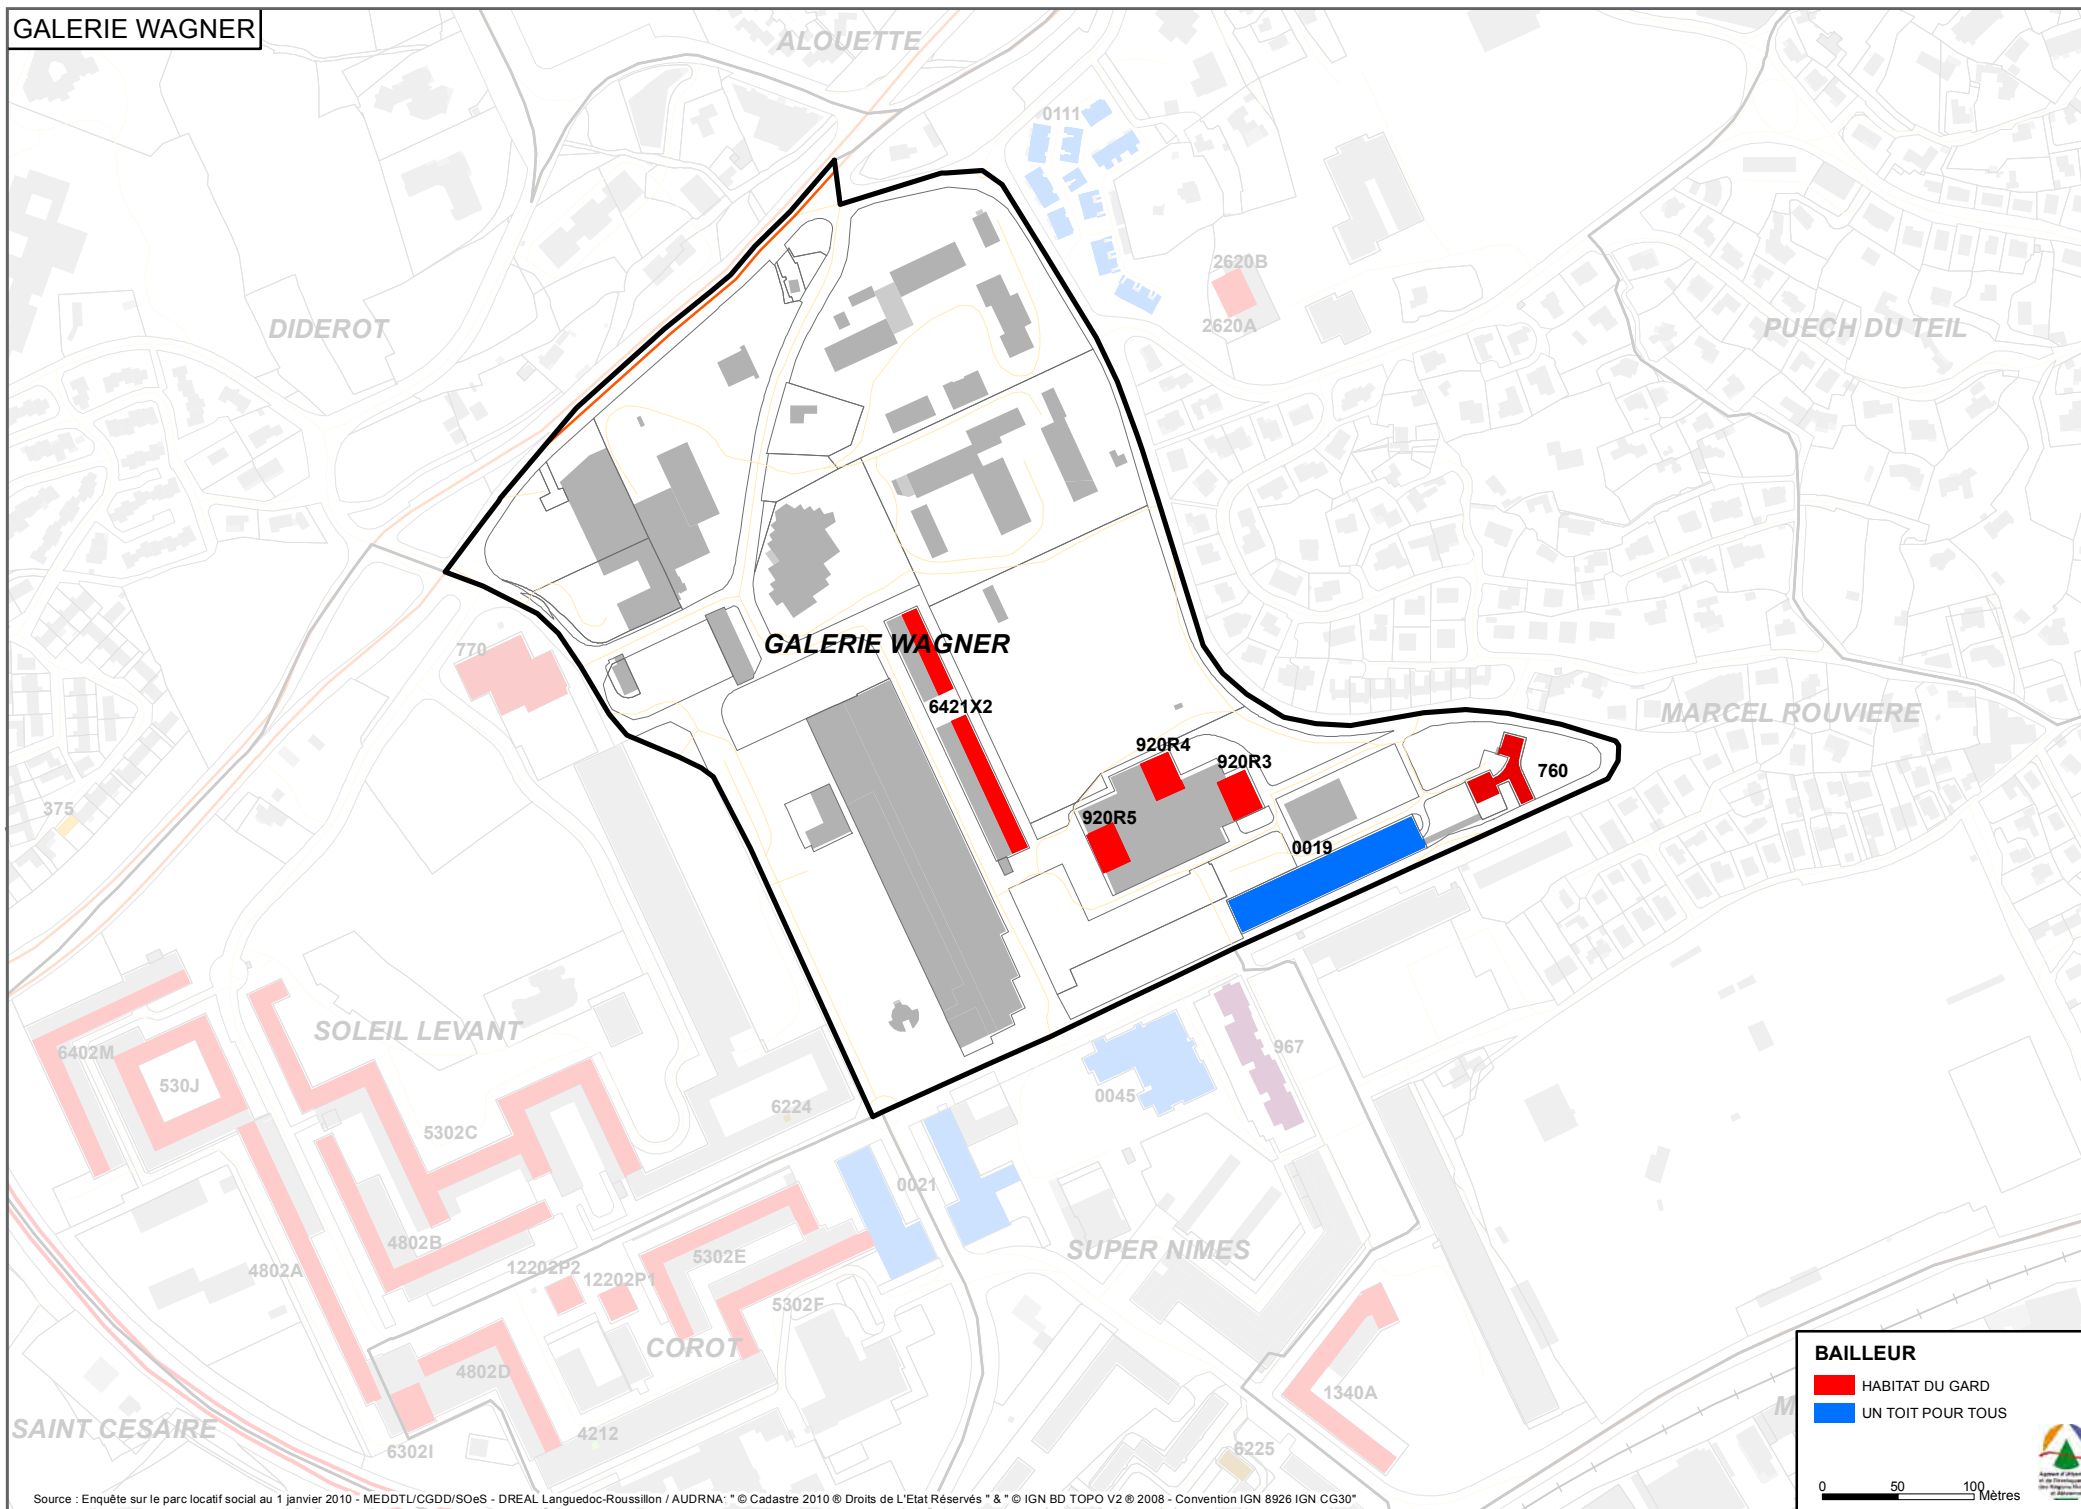 GALERIE WAGNER
ALOUETTE
0111
2620B
2620A
DIDEROT
PUECH DU TEIL
GALERIE WAGNER
770
6421X2
MARCEL ROUVIERE
920R4
920R3
760
375
920R5
0019
SOLEIL LEVANT
6402M
967
530J
0045
6224
5302C
0021
4802B
5302E
SUPER NIMES
4802A
12202P2
12202P1
5302F
COROT
4802D
1340A
SAINT CESAIRE
4212
6302I
6225
BAILLEUR
HABITAT DU GARD
UN TOIT POUR TOUS
0 50 100 Mètres
Source : Enquête sur le parc locatif social au 1 janvier 2010 - MEDDTL/CGDD/SOeS - DREAL Languedoc-Roussillon / AUDRNA : " © Cadastre 2010 ® Droits de L'Etat Réservés " & " © IGN BD TOPO V2 ® 2008 - Convention IGN 8926 IGN CG30"